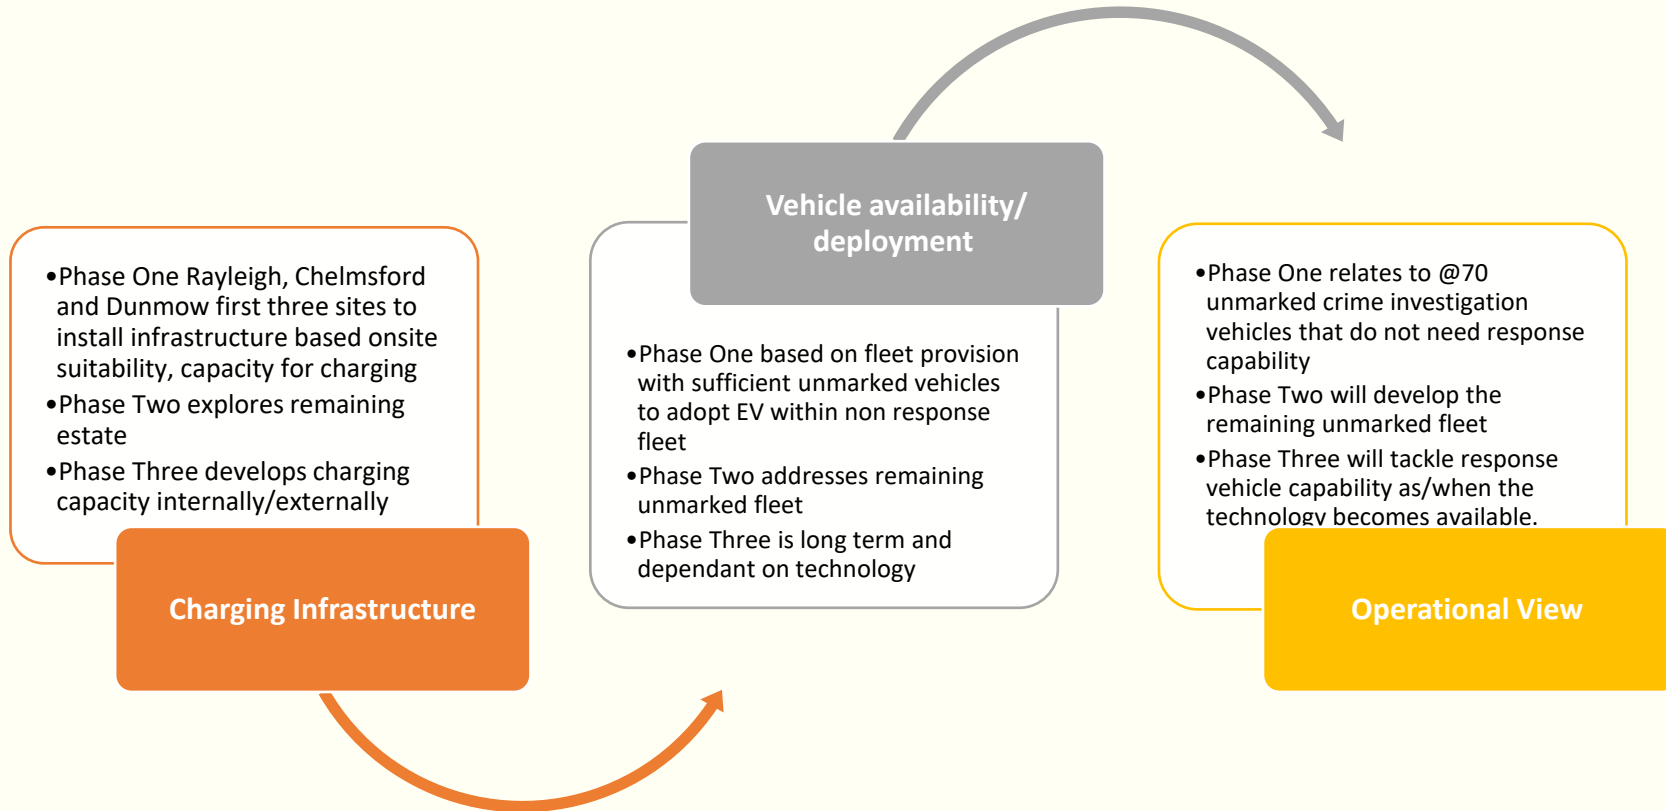 •Phase One Rayleigh, Chelmsford
and Dunmow first three sites to
install infrastructure based onsite
suitability, capacity for charging
•Phase Two explores remaining
estate
•Phase Three develops charging
capacity internally/externally
Charging Infrastructure
Vehicle availability/
deployment
•Phase One based on fleet provision
with sufficient unmarked vehicles
to adopt EV within non response
fleet
•Phase Two addresses remaining
unmarked fleet
•Phase Three is long term and
dependant on technology
•Phase One relates to @70
unmarked crime investigation
vehicles that do not need response
capability
•Phase Two will develop the
remaining unmarked fleet
•Phase Three will tackle response
vehicle capability as/when the
technology becomes available.
Operational View